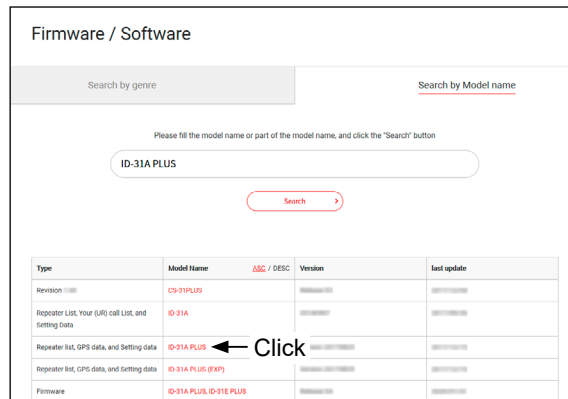 Firmware / Software
Search by genre
Search by Model name
Please fill the model name or part of the model name, and click the "Search" button
ID-31A PLUS
Search >
Type Model Name ASC / DESC Version last update
Revision CS-31PLUS
Repeater List, Your (UR) call List, and ID-31A
Setting Data
Repeater list, GPS data, and Setting data ID-31A PLUS Click
Repeater list, GPS data, and Setting data ID-31A PLUS (EXP)
Firmware ID-31A PLUS, ID-31E PLUS